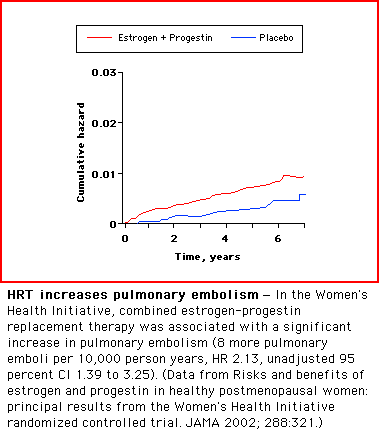 Estrogen + Progestin Placebo
0.03
0.02
0.01
0
Cumulative hazard
0 2 4 6
Time, years
HRT increases pulmonary embolism – In the Women's
Health Initiative, combined estrogen-progestin
replacement therapy was associated with a significant
increase in pulmonary embolism (8 more pulmonary
emboli per 10,000 person years, HR 2.13, unadjusted 95
percent CI 1.39 to 3.25). (Data from Risks and benefits of
estrogen and progestin in healthy postmenopausal women:
principal results from the Women's Health Initiative
randomized controlled trial. JAMA 2002; 288:321.)